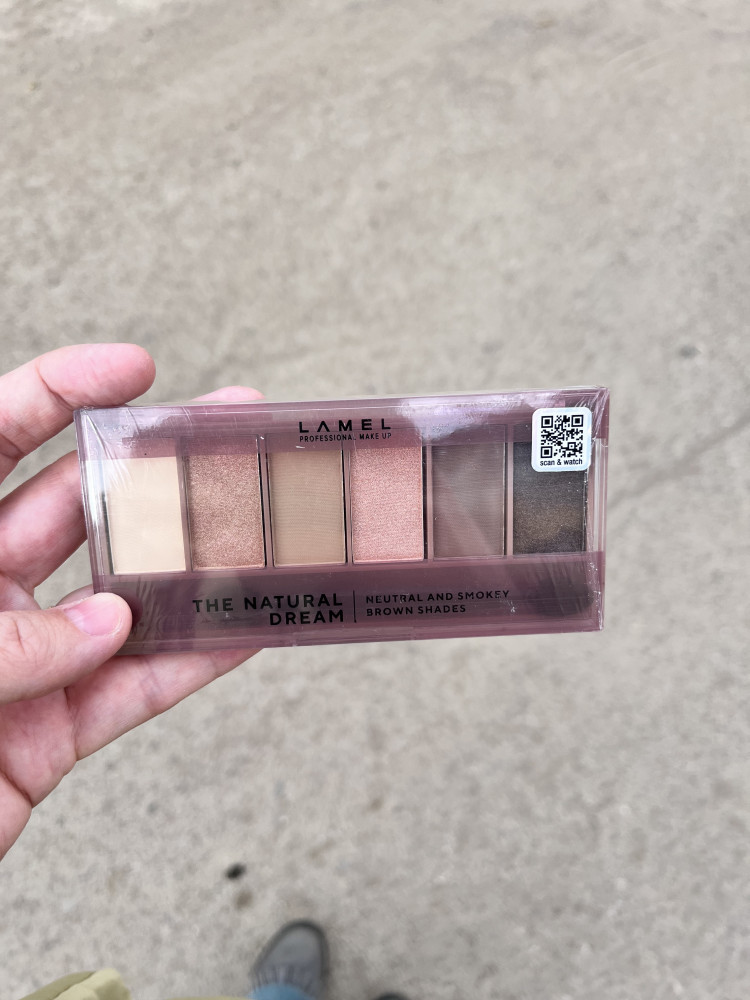 LAMEL
PROFESSIONAL MAKE UP
scan & watch
THE NATURAL
DREAM
NEUTRAL AND SMOKEY
BROWN SHADES